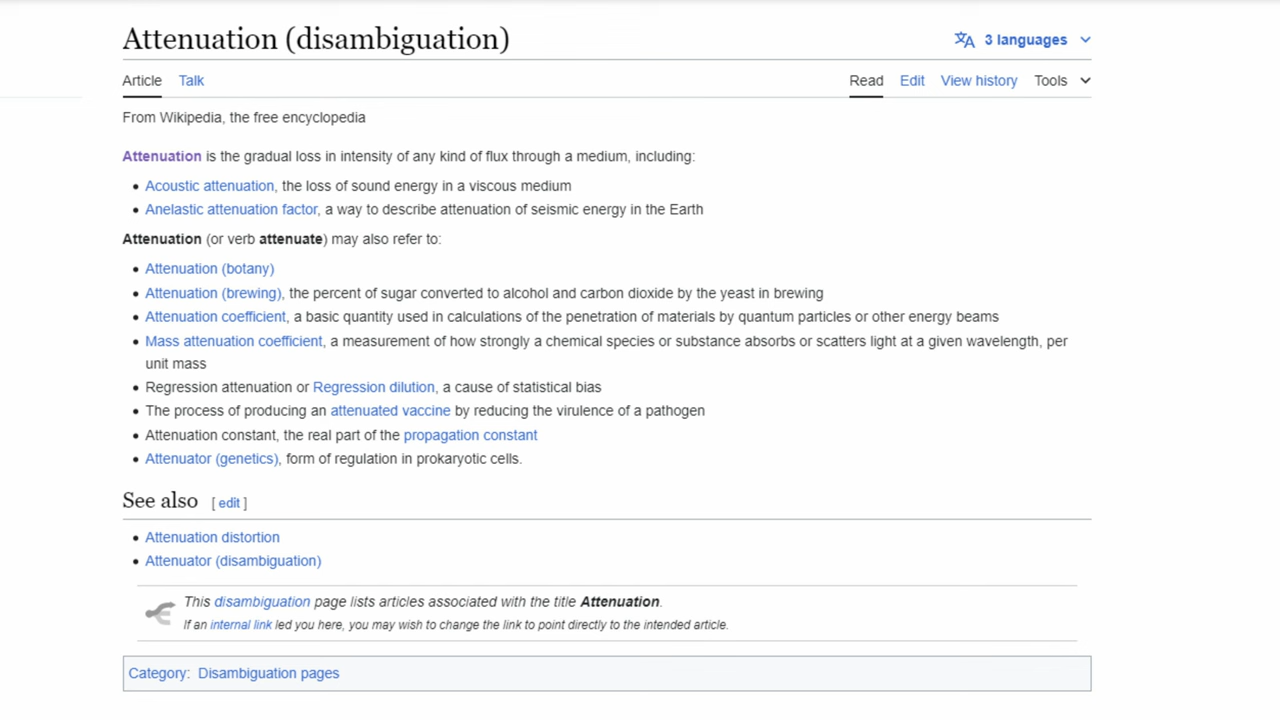 Attenuation (disambiguation)
3 languages
Article Talk Read Edit View history Tools
From Wikipedia, the free encyclopedia
Attenuation is the gradual loss in intensity of any kind of flux through a medium, including:
• Acoustic attenuation, the loss of sound energy in a viscous medium
• Anelastic attenuation factor, a way to describe attenuation of seismic energy in the Earth
Attenuation (or verb attenuate) may also refer to:
• Attenuation (botany)
• Attenuation (brewing), the percent of sugar converted to alcohol and carbon dioxide by the yeast in brewing
• Attenuation coefficient, a basic quantity used in calculations of the penetration of materials by quantum particles or other energy beams
• Mass attenuation coefficient, a measurement of how strongly a chemical species or substance absorbs or scatters light at a given wavelength, per
unit mass
• Regression attenuation or Regression dilution, a cause of statistical bias
• The process of producing an attenuated vaccine by reducing the virulence of a pathogen
• Attenuation constant, the real part of the propagation constant
• Attenuator (genetics), form of regulation in prokaryotic cells.
See also [ edit ]
• Attenuation distortion
• Attenuator (disambiguation)
This disambiguation page lists articles associated with the title Attenuation.
If an internal link led you here, you may wish to change the link to point directly to the intended article.
Category: Disambiguation pages